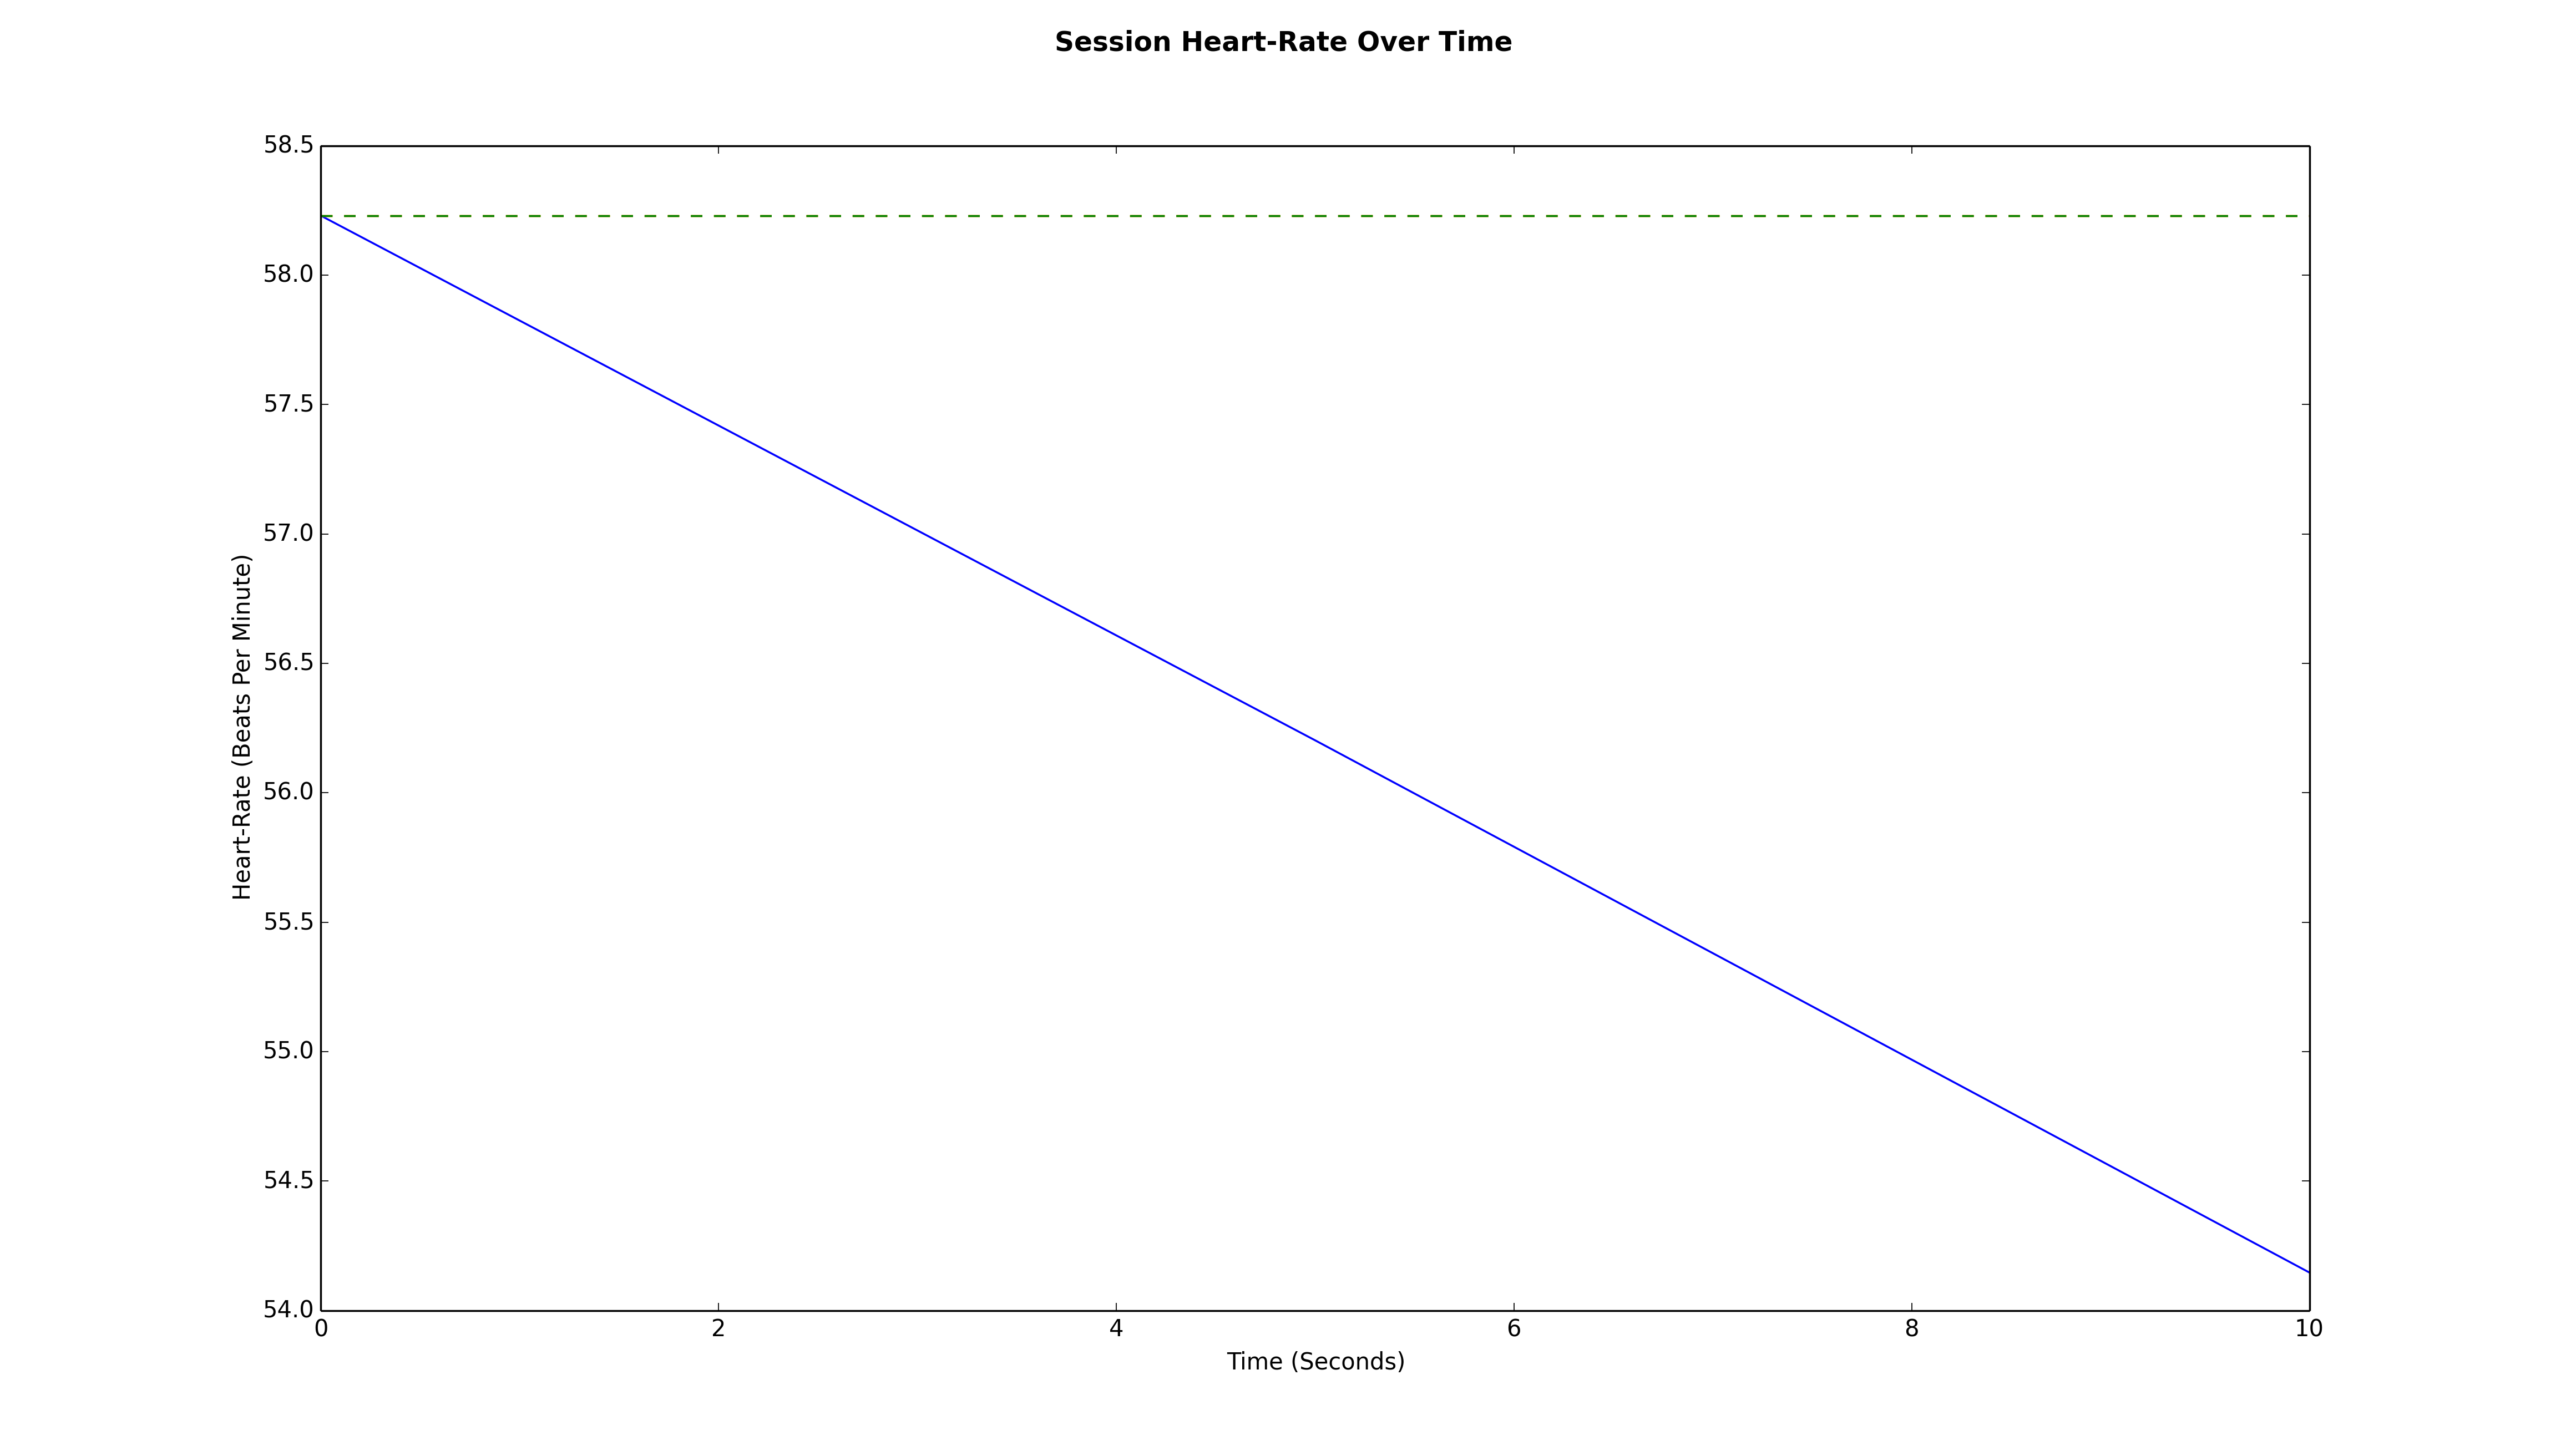 Session Heart-Rate Over Time
58.5
58.0
57.5
57.0
56.5
56.0
55.5
55.0
54.5
54.0
Heart-Rate (Beats Per Minute)
0 2 4 6 8 10
Time (Seconds)